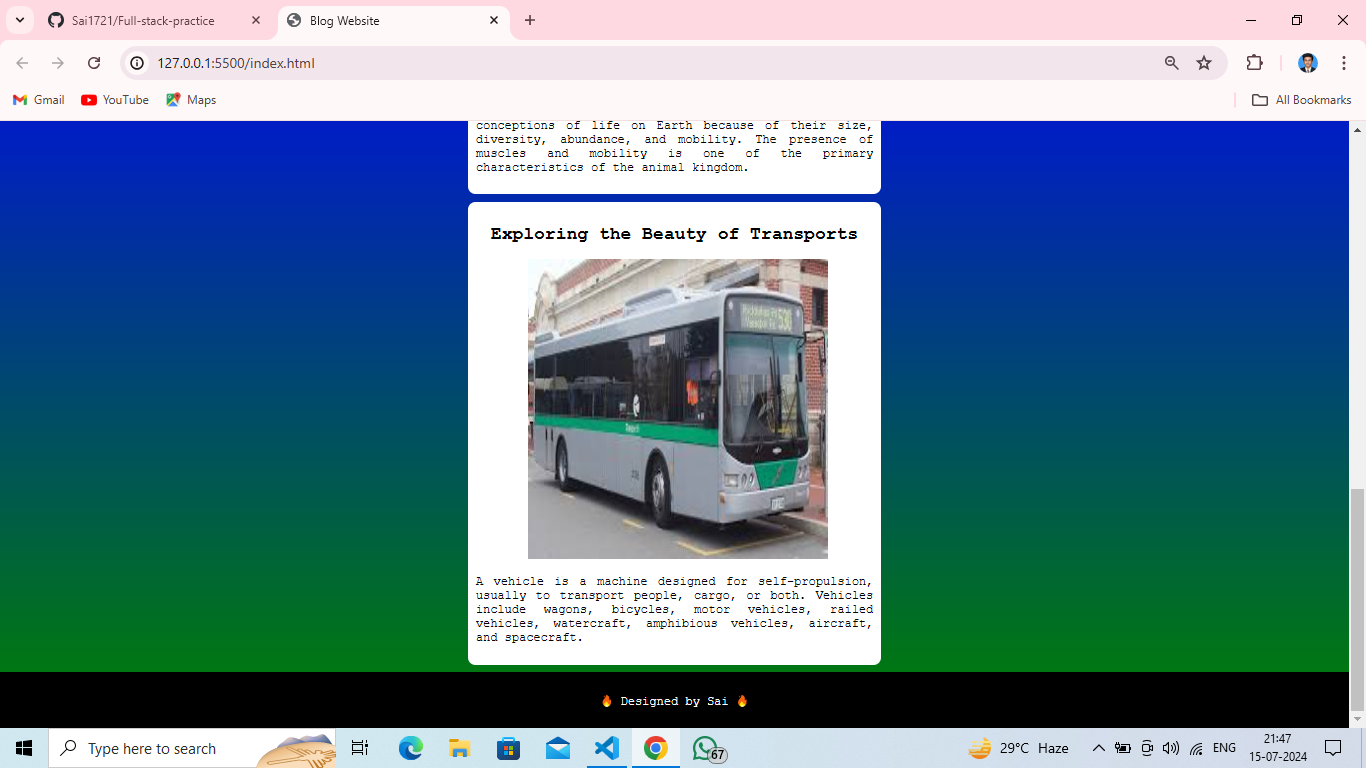 Sai1721/Full-stack-practice
Blog Website
127.0.0.1:5500/index.html
Gmail
YouTube
Maps
All Bookmarks
conceptions of life on Earth because of their size,
diversity, abundance, and mobility. The presence of
muscles and mobility is one of the primary
characteristics of the animal kingdom.
Exploring the Beauty of Transports
A vehicle is a machine designed for self-propulsion,
usually to transport people, cargo, or both. Vehicles
include wagons, bicycles, motor vehicles, railed
vehicles, watercraft, amphibious vehicles, aircraft,
and spacecraft.
🔥 Designed by Sai 🔥
Type here to search
67
29°C Haze
ENG
21:47
15-07-2024